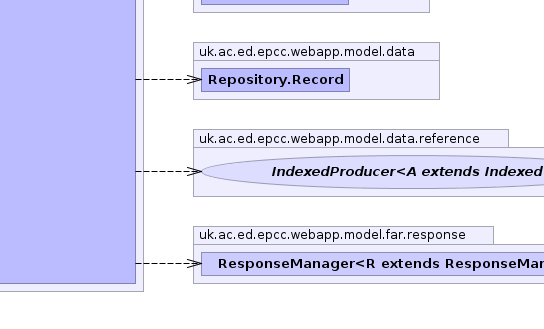 uk.ac.ed.epcc.webapp.model.data
Repository.Record
uk.ac.ed.epcc.webapp.model.data.reference
IndexedProducer<A extends Indexed
uk.ac.ed.epcc.webapp.model.far.response
ResponseManager<R extends ResponseMan